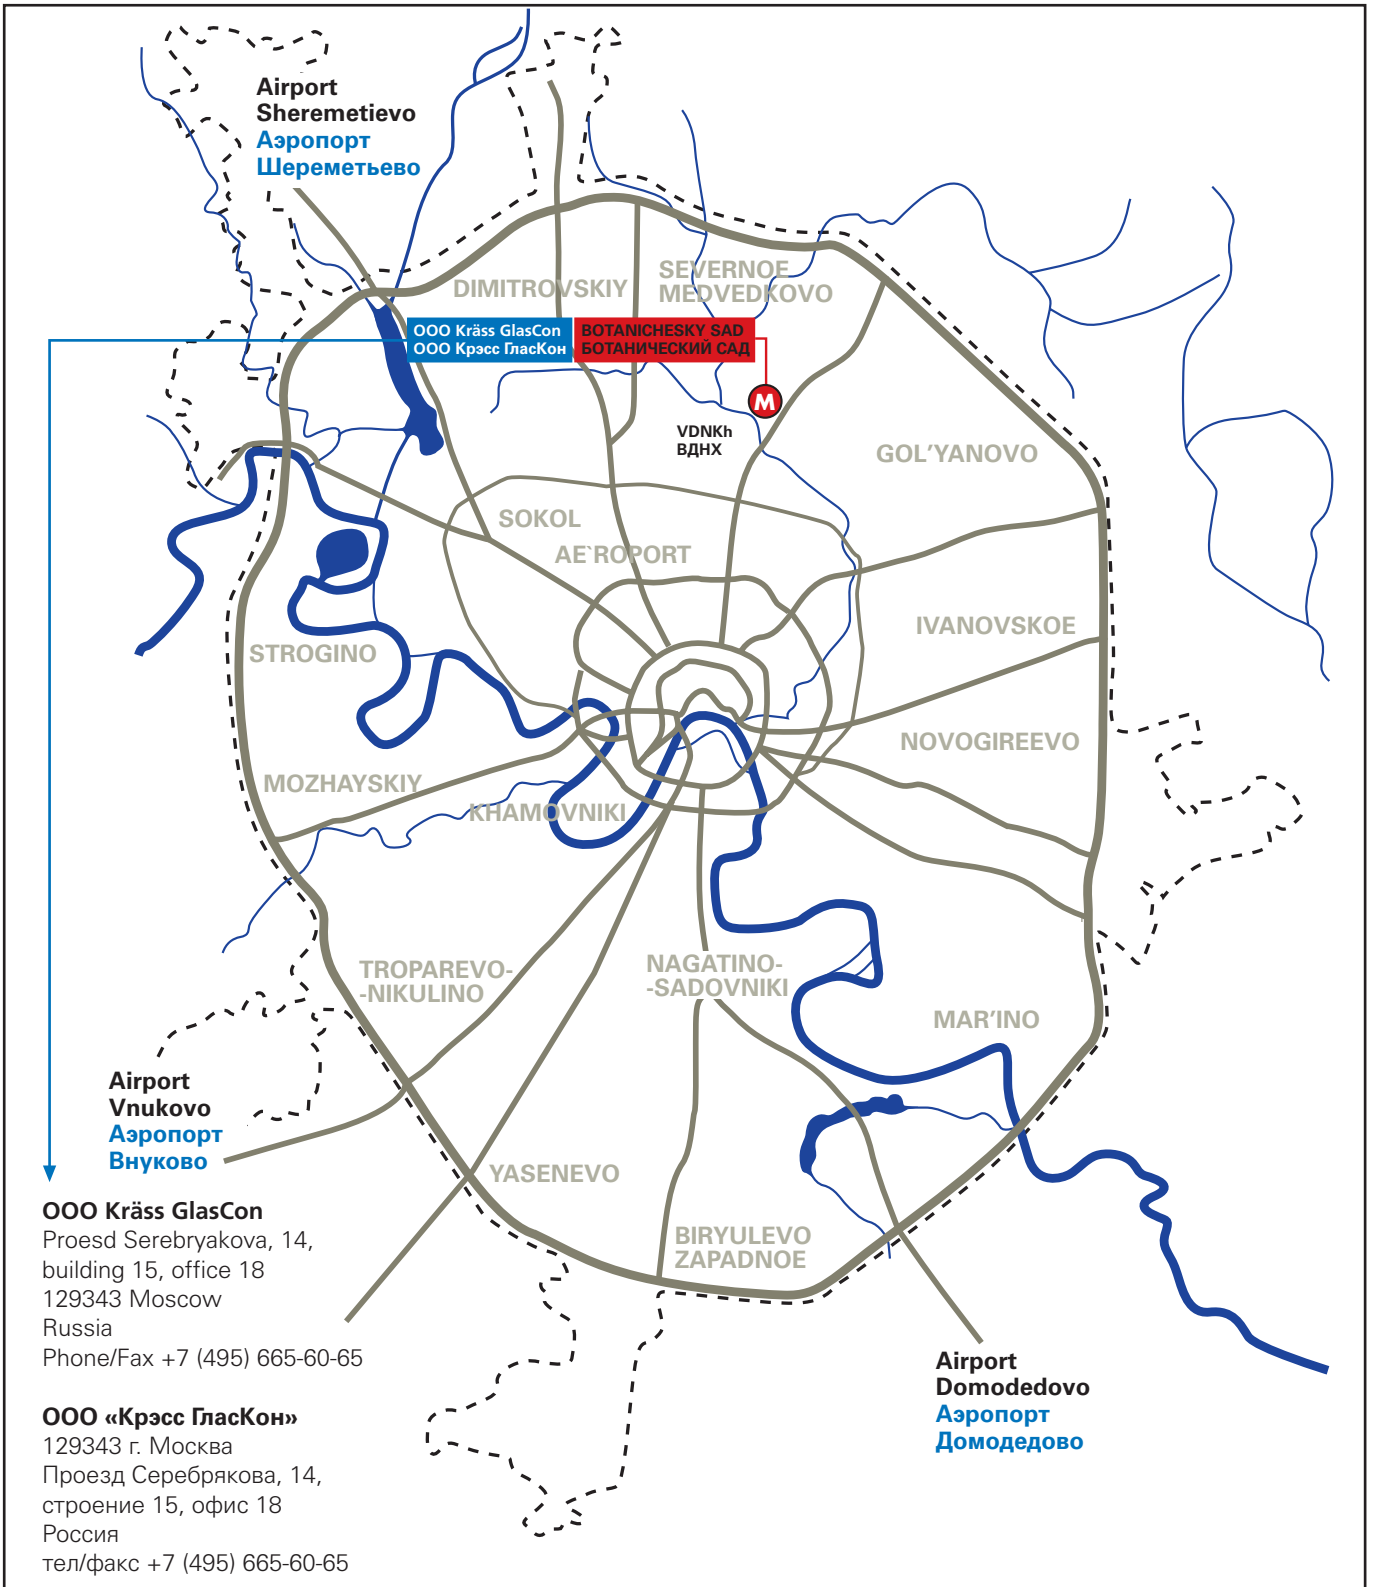 Airport
Sheremetievo
Аэропорт
Шереметьево
DIMITROVSKIY
SEVERNOE
MEDVEDKOVO
OOO Kräss GlasCon
ООО Крэсс ГласКон
BOTANICHESKY SAD
БОТАНИЧЕСКИЙ САД
M
VDNKh
ВДНХ
GOL'YANOVO
SOKOL
AE`ROPORT
IVANOVSKOE
STROGINO
NOVOGIREEVO
MOZHAYSKIY
KHAMOVNIKI
TROPAREVO-
-NIKULINO
NAGATINO-
-SADOVNIKI
MAR'INO
Airport
Vnukovo
Аэропорт
Внуково
YASENEVO
BIRYULEVO
ZAPADNOE
OOO Kräss GlasCon
Proesd Serebryakova, 14,
building 15, office 18
129343 Moscow
Russia
Phone/Fax +7 (495) 665-60-65
Airport
Domodedovo
Аэропорт
Домодедово
ООО «Крэсс ГласКон»
129343 г. Москва
Проезд Серебрякова, 14,
строение 15, офис 18
Россия
тел/факс +7 (495) 665-60-65